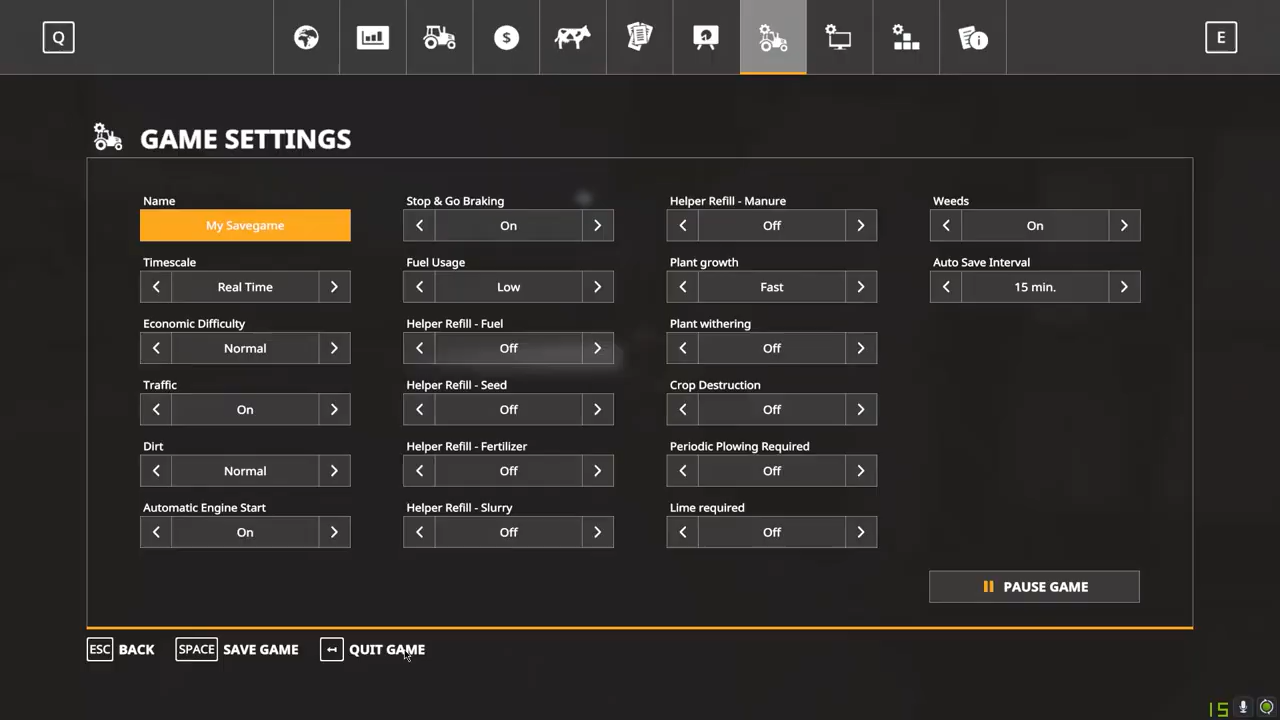 Q
$
E
GAME SETTINGS
Name
My Savegame
Timescale
Real Time
Economic Difficulty
Normal
Traffic
On
Dirt
Normal
Automatic Engine Start
On
Stop & Go Braking
On
Fuel Usage
Low
Helper Refill - Fuel
Off
Helper Refill - Seed
Off
Helper Refill - Fertilizer
Off
Helper Refill - Slurry
Off
Helper Refill - Manure
Off
Plant growth
Fast
Plant withering
Off
Crop Destruction
Off
Periodic Plowing Required
Off
Lime required
Off
Weeds
On
Auto Save Interval
15 min.
PAUSE GAME
ESC BACK SPACE SAVE GAME QUIT GAME
15